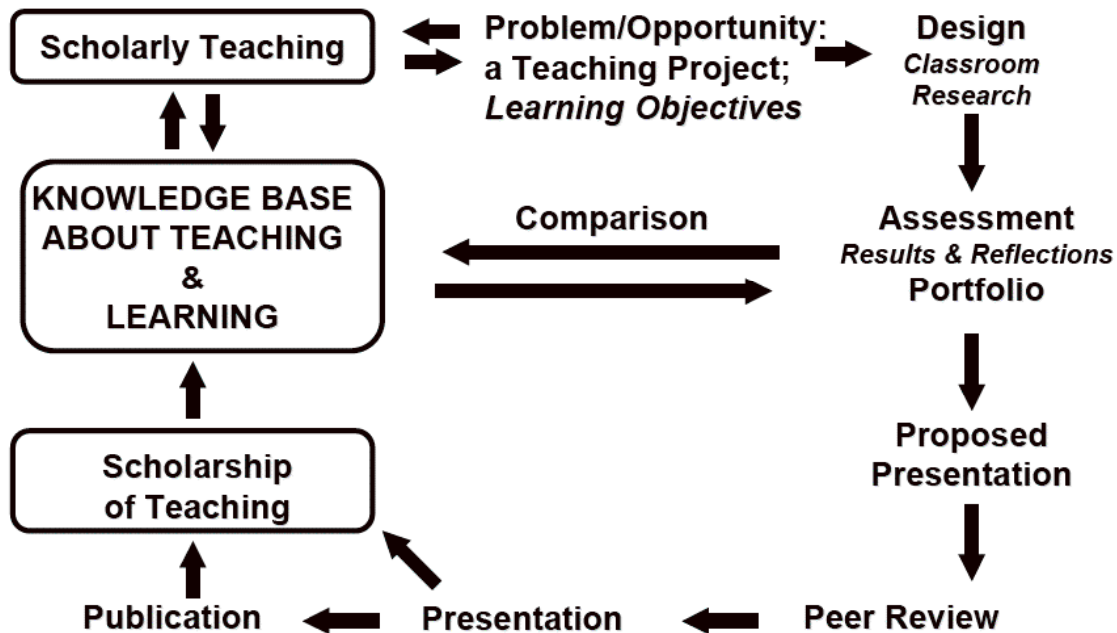 Scholarly Teaching
Problem/Opportunity:
a Teaching Project;
Learning Objectives
Design
Classroom
Research
KNOWLEDGE BASE
ABOUT TEACHING
&
LEARNING
Comparison
Assessment
Results & Reflections
Portfolio
Scholarship
of Teaching
Proposed
Presentation
Publication
Presentation
Peer Review